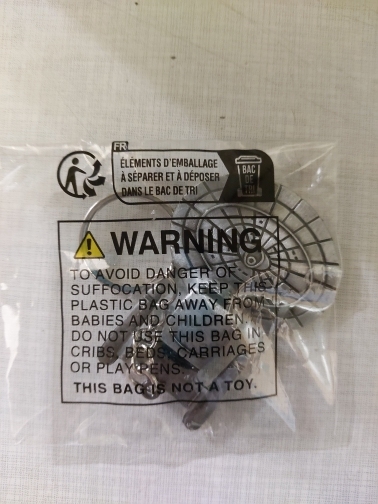 FR
ÉLÉMENTS D'EMBALLAGE
À SÉPARER ET À DÉPOSER
DANS LE BAC DE TRI
BAC
DE
TRI
WARNING
TO AVOID DANGER OF
SUFFOCATION, KEEP THIS
PLASTIC BAG AWAY FROM
BABIES AND CHILDREN.
DO NOT USE THIS BAG IN
CRIBS, BEDS, CARRIAGES
OR PLAY PENS.
THIS BAG IS NOT A TOY.